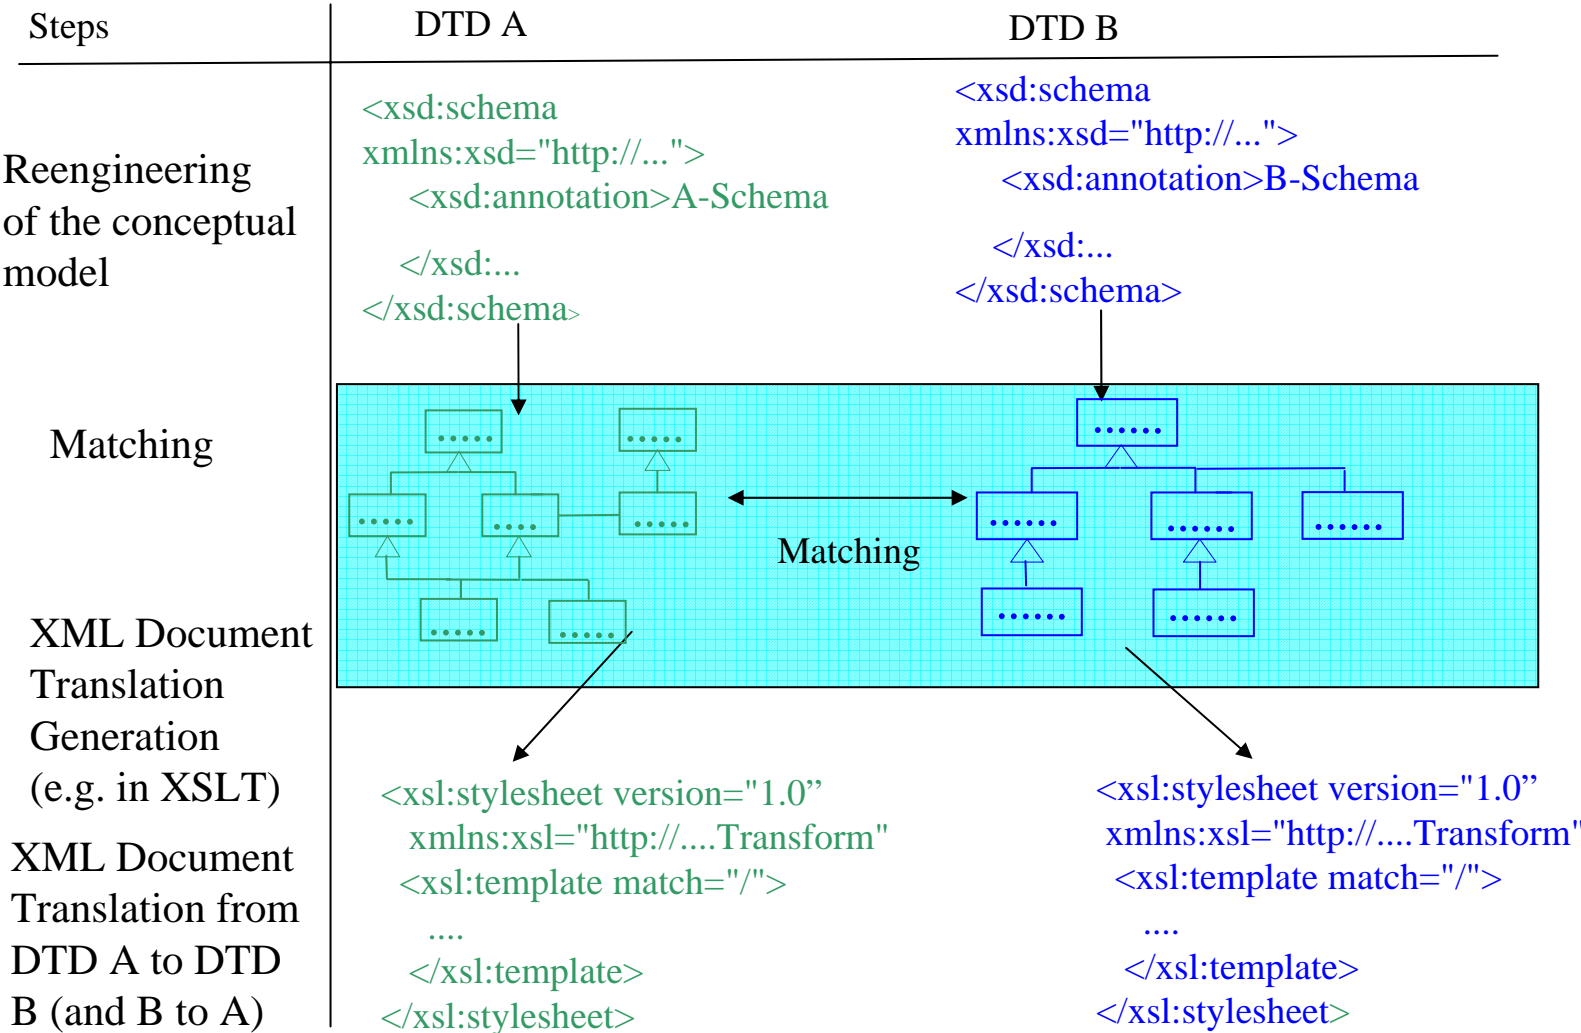 Steps
DTD A
DTD B
Reengineering
of the conceptual
model
<xsd:schema
xmlns:xsd="http://...">
<xsd:annotation>A-Schema
</xsd:...
</xsd:schema>
<xsd:schema
xmlns:xsd="http://...">
<xsd:annotation>B-Schema
</xsd:...
</xsd:schema>
Matching
.....
.....
.....
....
.....
.....
.....
Matching
......
......
......
......
......
......
XML Document
Translation
Generation
(e.g. in XSLT)
XML Document
Translation from
DTD A to DTD
B (and B to A)
<xsl:stylesheet version="1.0”
xmlns:xsl="http://....Transform"
<xsl:template match="/">
....
</xsl:template>
</xsl:stylesheet>
<xsl:stylesheet version="1.0”
xmlns:xsl="http://....Transform"
<xsl:template match="/">
....
</xsl:template>
</xsl:stylesheet>